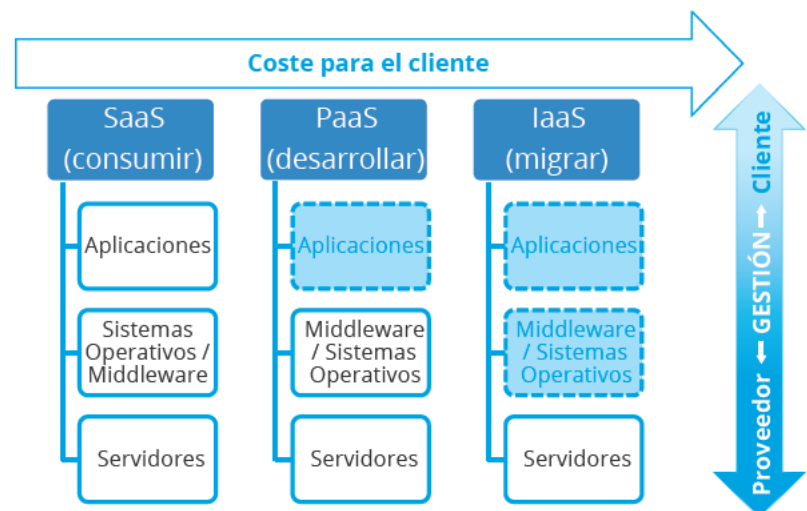 Coste para el cliente
SaaS
(consumir)
PaaS
(desarrollar)
IaaS
(migrar)
Aplicaciones
Aplicaciones
Aplicaciones
Sistemas
Operativos /
Middleware
Middleware
/ Sistemas
Operativos
Middleware
/ Sistemas
Operativos
Servidores
Servidores
Servidores
Proveedor ← GESTIÓN → Cliente